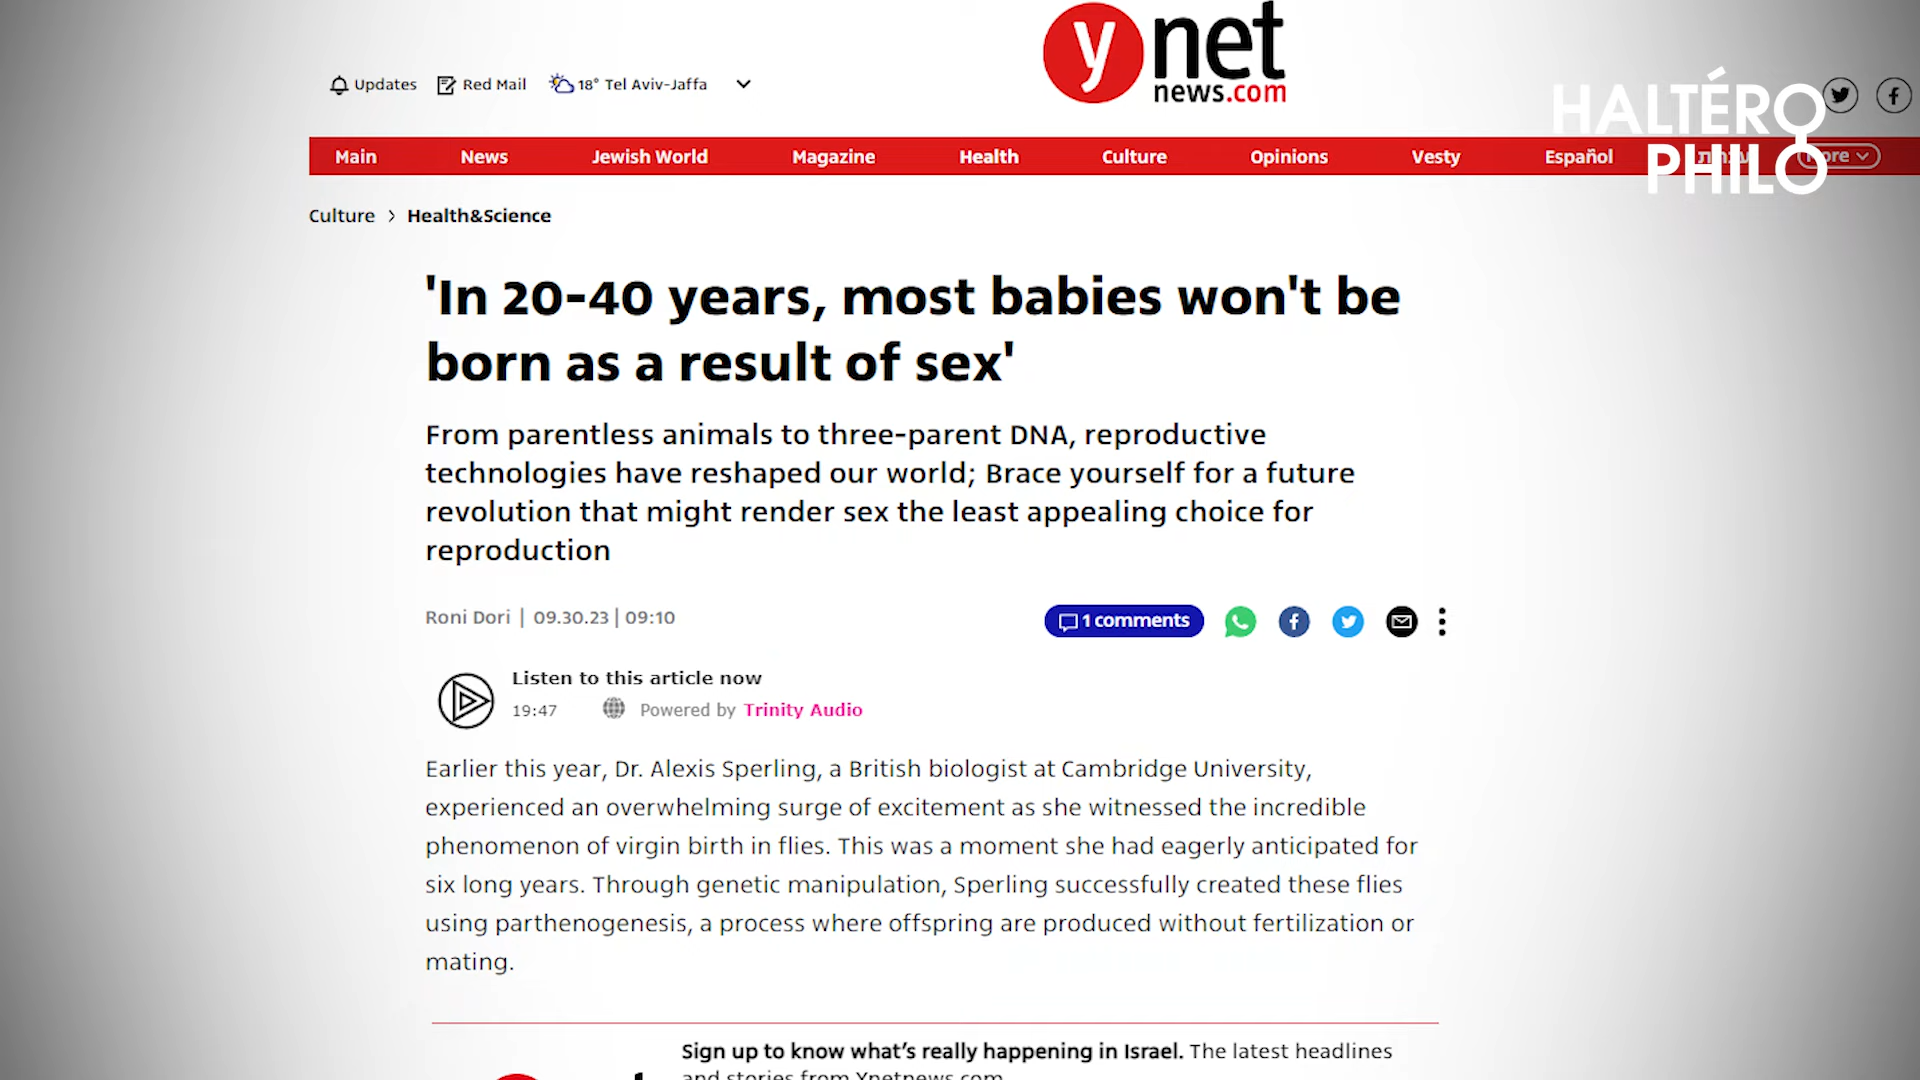 y net
news.com
Updates
Red Mail
18° Tel Aviv-Jaffa
HALTÉRO
PHILO
Main
News
Jewish World
Magazine
Health
Culture
Opinions
Vesty
Español
Culture > Health&Science
'In 20-40 years, most babies won't be
born as a result of sex'
From parentless animals to three-parent DNA, reproductive
technologies have reshaped our world; Brace yourself for a future
revolution that might render sex the least appealing choice for
reproduction
Roni Dori | 09.30.23 | 09:10
1 comments
Listen to this article now
19:47
Powered by Trinity Audio
Earlier this year, Dr. Alexis Sperling, a British biologist at Cambridge University,
experienced an overwhelming surge of excitement as she witnessed the incredible
phenomenon of virgin birth in flies. This was a moment she had eagerly anticipated for
six long years. Through genetic manipulation, Sperling successfully created these flies
using parthenogenesis, a process where offspring are produced without fertilization or
mating.
Sign up to know what's really happening in Israel. The latest headlines
and stories from Ynetnews.com